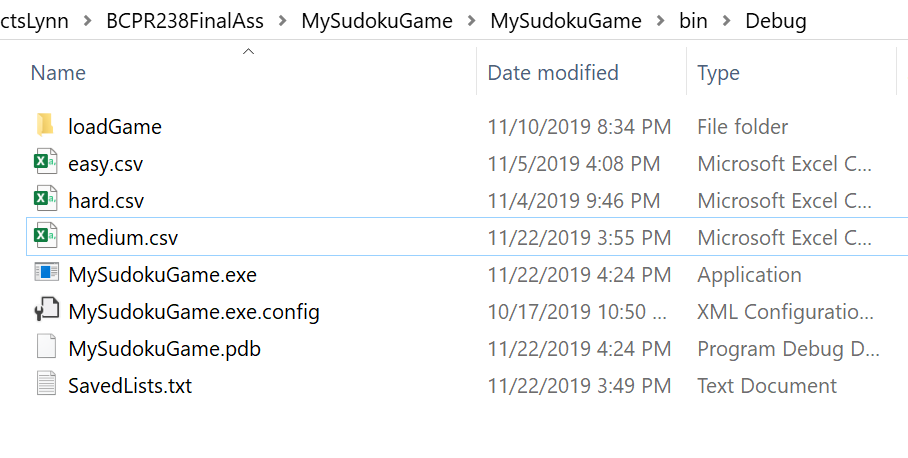 ctsLynn > BCPR238FinalAss > MySudokuGame > MySudokuGame > bin > Debug
Name Date modified Type
loadGame 11/10/2019 8:34 PM File folder
easy.csv 11/5/2019 4:08 PM Microsoft Excel C...
hard.csv 11/4/2019 9:46 PM Microsoft Excel C...
medium.csv 11/22/2019 3:55 PM Microsoft Excel C...
MySudokuGame.exe 11/22/2019 4:24 PM Application
MySudokuGame.exe.config 10/17/2019 10:50 ... XML Configuratio...
MySudokuGame.pdb 11/22/2019 4:24 PM Program Debug D...
SavedLists.txt 11/22/2019 3:49 PM Text Document